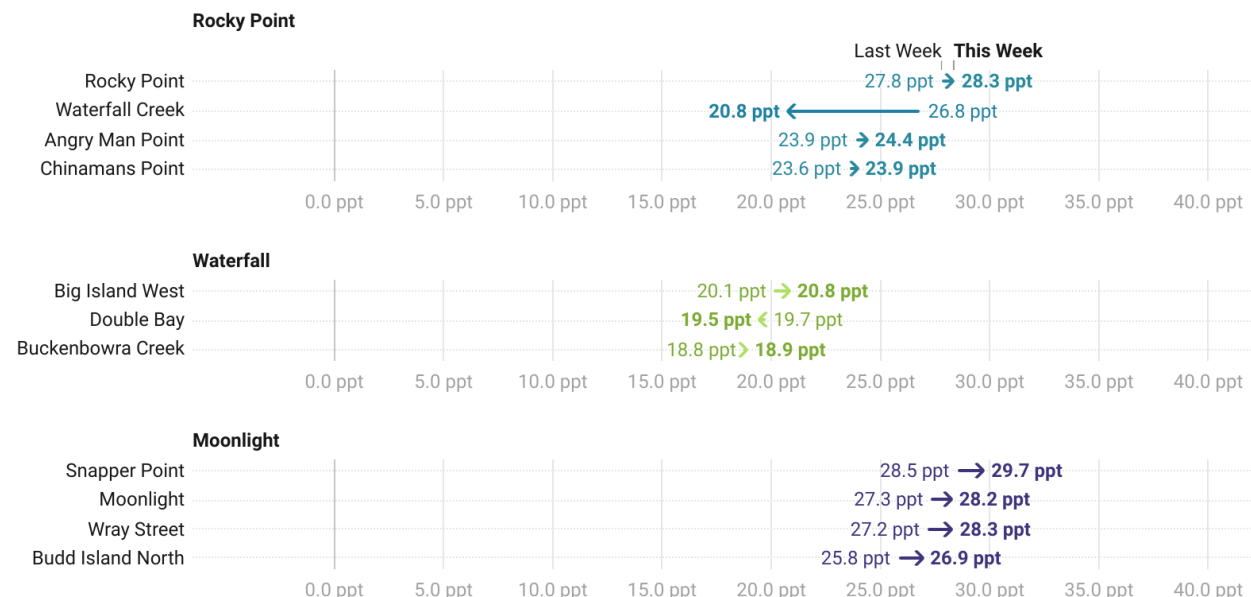 Rocky Point
Last Week This Week
Rocky Point 27.8 ppt 28.3 ppt
Waterfall Creek 20.8 ppt 26.8 ppt
Angry Man Point 23.9 ppt 24.4 ppt
Chinamans Point 23.6 ppt 23.9 ppt
0.0 ppt 5.0 ppt 10.0 ppt 15.0 ppt 20.0 ppt 25.0 ppt 30.0 ppt 35.0 ppt 40.0 ppt
Waterfall
Big Island West 20.1 ppt 20.8 ppt
Double Bay 19.5 ppt 19.7 ppt
Buckenbowra Creek 18.8 ppt 18.9 ppt
0.0 ppt 5.0 ppt 10.0 ppt 15.0 ppt 20.0 ppt 25.0 ppt 30.0 ppt 35.0 ppt 40.0 ppt
Moonlight
Snapper Point 28.5 ppt 29.7 ppt
Moonlight 27.3 ppt 28.2 ppt
Wray Street 27.2 ppt 28.3 ppt
Budd Island North 25.8 ppt 26.9 ppt
0.0 ppt 5.0 ppt 10.0 ppt 15.0 ppt 20.0 ppt 25.0 ppt 30.0 ppt 35.0 ppt 40.0 ppt